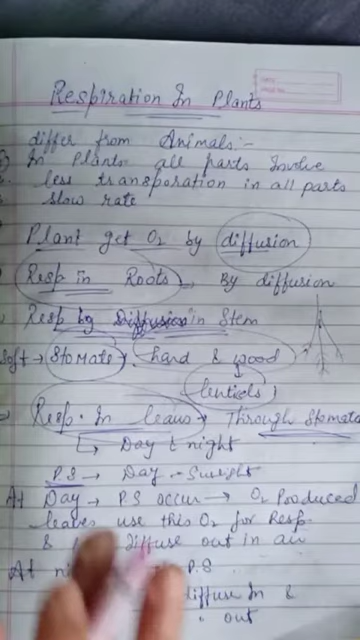 Respiration In Plants
differ from Animals:-
In Plants all parts Involve
less transporation in all parts
slow rate
Plant get O2 by diffusion
Resp in Roots → By diffusion
Resp by Diffusion in Stem
Soft → Stomate, hard & wood
lenticels
Resp. In leaves → Through Stomata
Day & night
P.S → Day - Sunlight
At Day → P.S occur → O2 Produced
leaves use this O2 for Resp.
& diffuse out in air
At P.S
diffuse In &
" out